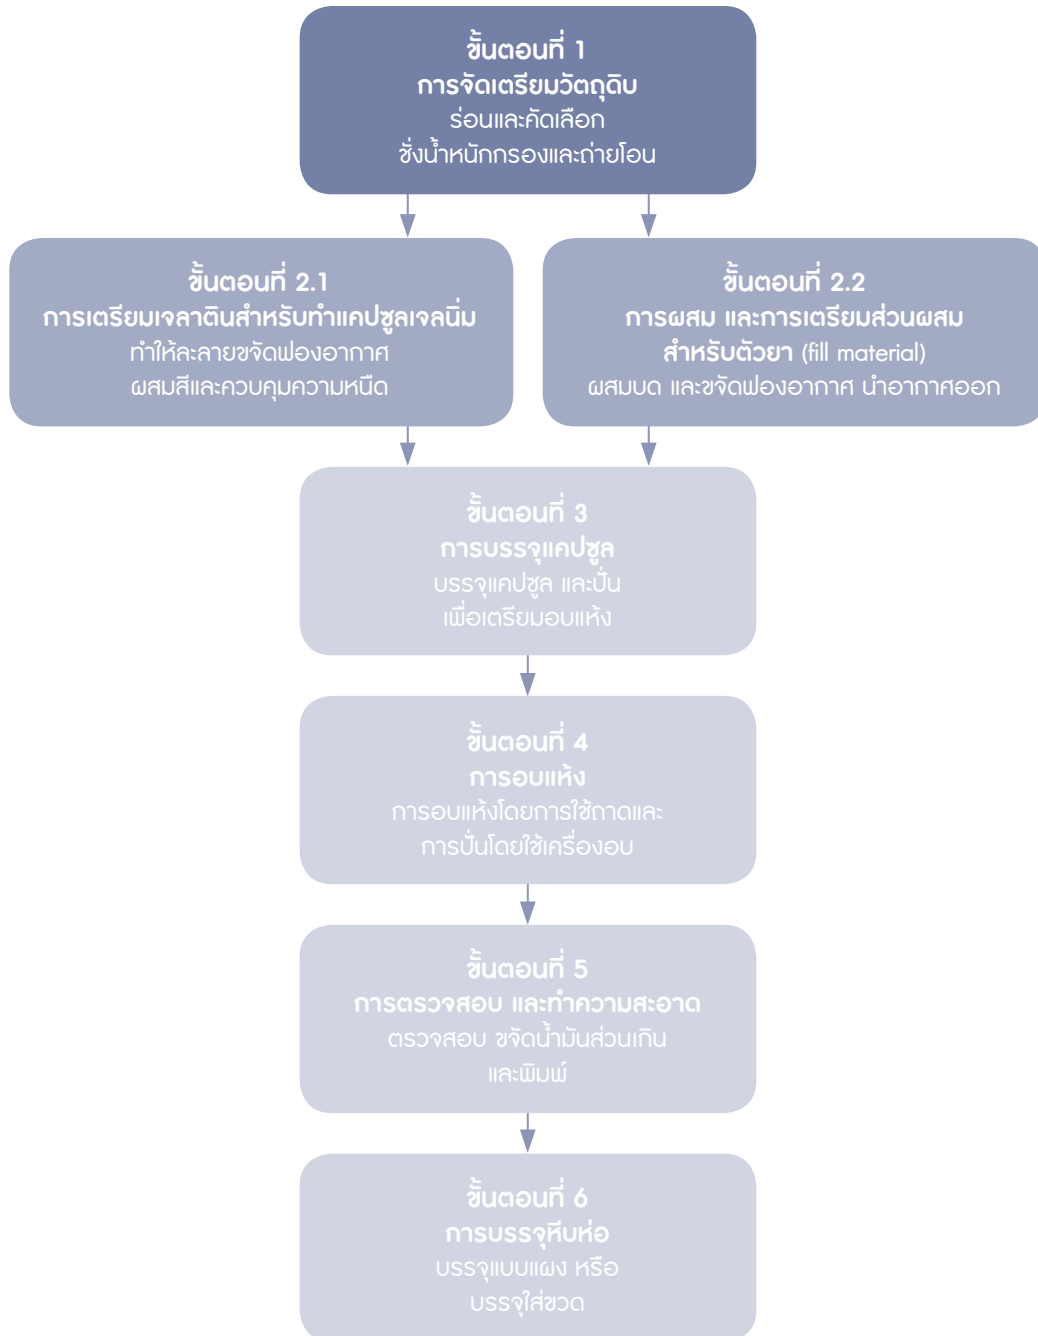 ขั้นตอนที่ 1
การจัดเตรียมวัตถุดิบ
ร่อนและคัดเลือก
ชั่งน้ำหนักกรองและถ่ายโอน
ขั้นตอนที่ 2.1
การเตรียมเจลาตินสำหรับทำแคปซูลเจลนิ่ม
ทำให้ละลายขจัดฟองอากาศ
ผสมสีและควบคุมความหนืด
ขั้นตอนที่ 2.2
การผสม และการเตรียมส่วนผสม
สำหรับตัวยา (fill material)
ผสมบด และขจัดฟองอากาศ นำอากาศออก
ขั้นตอนที่ 3
การบรรจุแคปซูล
บรรจุแคปซูล และปั่น
เพื่อเตรียมอบแห้ง
ขั้นตอนที่ 4
การอบแห้ง
การอบแห้งโดยการใช้ถาดและ
การปั่นโดยใช้เครื่องอบ
ขั้นตอนที่ 5
การตรวจสอบ และทำความสะอาด
ตรวจสอบ ขจัดน้ำมันส่วนเกิน
และพิมพ์
ขั้นตอนที่ 6
การบรรจุหีบห่อ
บรรจุแบบแผง หรือ
บรรจุใส่ขวด